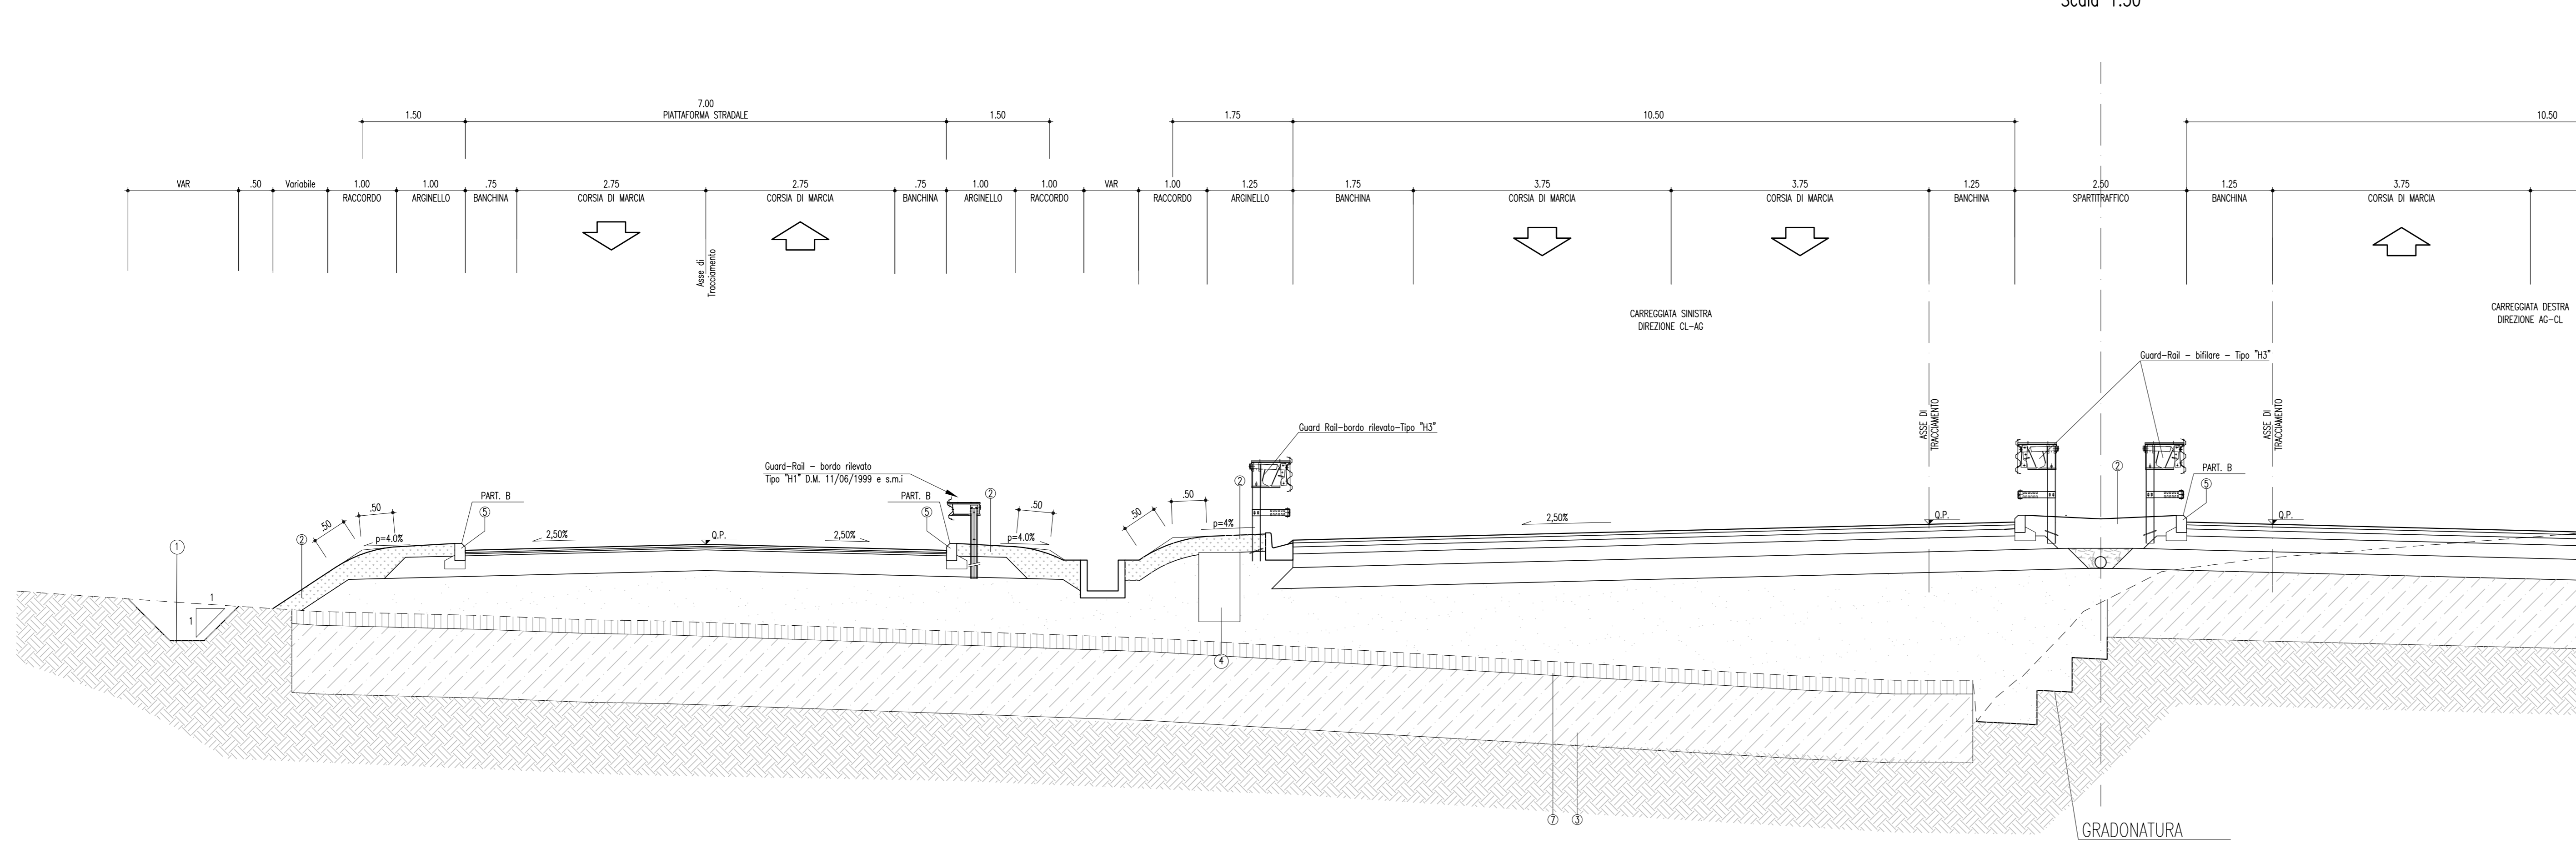 Scala 1:50
7.00
1.50 PIATTAFORMA STRADALE 1.50 1.75 10.50 10.50
VAR .50 Variabile 1.00 1.00 .75 2.75 2.75 .75 1.00 1.00 VAR 1.00 1.25 1.75 3.75 3.75 1.25 2.50 1.25 3.75
RACCORDO ARGINELLO BANCHINA CORSIA DI MARCIA CORSIA DI MARCIA BANCHINA ARGINELLO RACCORDO RACCORDO ARGINELLO BANCHINA CORSIA DI MARCIA CORSIA DI MARCIA BANCHINA SPARTITRAFFICO BANCHINA CORSIA DI MARCIA
Asse di
Tracciamento
CARREGGIATA SINISTRA
DIREZIONE CL-AG
CARREGGIATA DESTRA
DIREZIONE AG-CL
Guard-Rail - bifilare - Tipo "H3"
ASSE DI
TRACCIAMENTO
ASSE DI
TRACCIAMENTO
Guard Rail-bordo rilevato-Tipo "H3"
Guard-Rail - bordo rilevato
Tipo "H1" D.M. 11/06/1999 e s.m.i
PART. B
PART. B
PART. B
.50
.50
.50
.50
.50
2
2
2
2
5
5
5
p=4.0%
2,50%
Q.P.
2,50%
p=4.0%
p=4%
2,50%
Q.P.
Q.P.
1
1
1
4
7
3
GRADONATURA